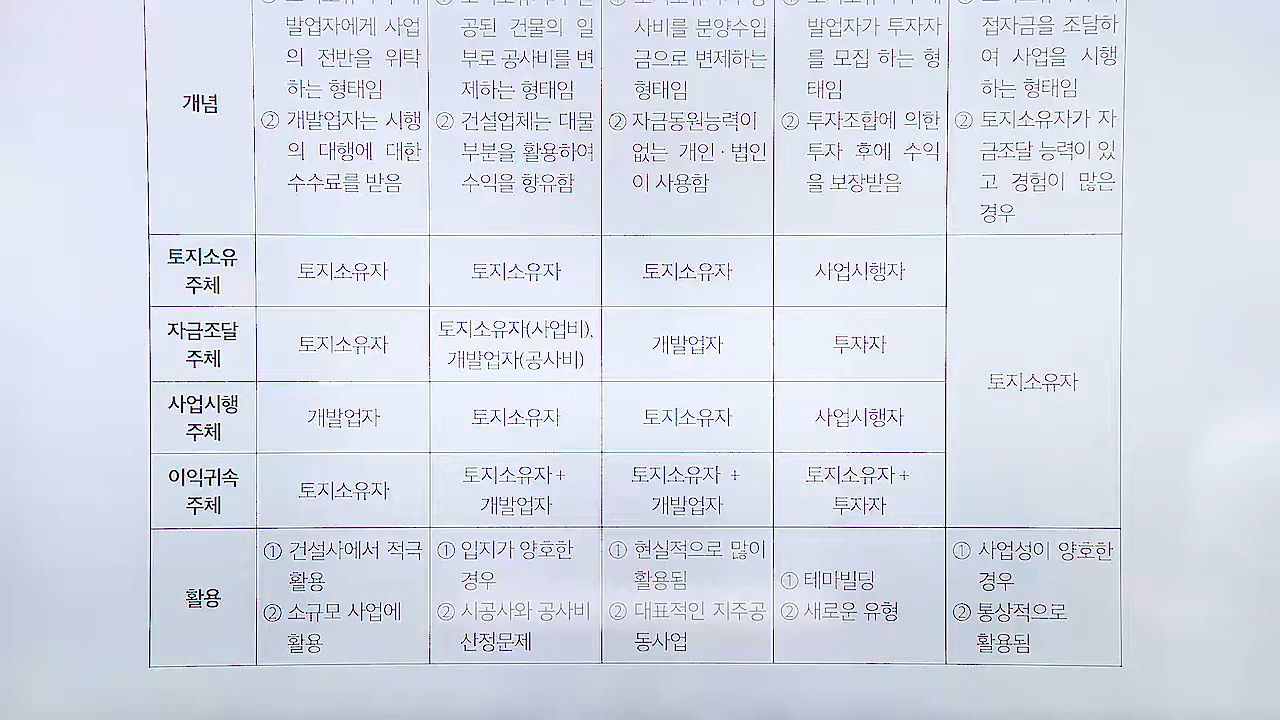 개념
발업자에게 사업
의 전반을 위탁
하는 형태임
② 개발업자는 시행
의 대행에 대한
수수료를 받음
공된 건물의 일
부로 공사비를 변
제하는 형태임
② 건설업체는 대물
부분을 활용하여
수익을 향유함
사비를 분양수입
금으로 변제하는
형태임
② 자금동원능력이
없는 개인·법인
이 사용함
발업자가 투자자
를 모집 하는 형
태임
② 투자조합에 의한
투자 후에 수익
을 보장받음
접자금을 조달하
여 사업을 시행
하는 형태임
② 토지소유자가 자
금조달 능력이 있
고 경험이 많은
경우
토지소유
주체
토지소유자
토지소유자
토지소유자
사업시행자
토지소유자
자금조달
주체
토지소유자
토지소유자(사업비),
개발업자(공사비)
개발업자
투자자
사업시행
주체
개발업자
토지소유자
토지소유자
사업시행자
이익귀속
주체
토지소유자
토지소유자+
개발업자
토지소유자 +
개발업자
토지소유자+
투자자
활용
① 건설사에서 적극
활용
② 소규모 사업에
활용
① 입지가 양호한
경우
② 시공사와 공사비
산정문제
① 현실적으로 많이
활용됨
② 대표적인 지주공
동사업
① 테마빌딩
② 새로운 유형
① 사업성이 양호한
경우
② 통상적으로
활용됨